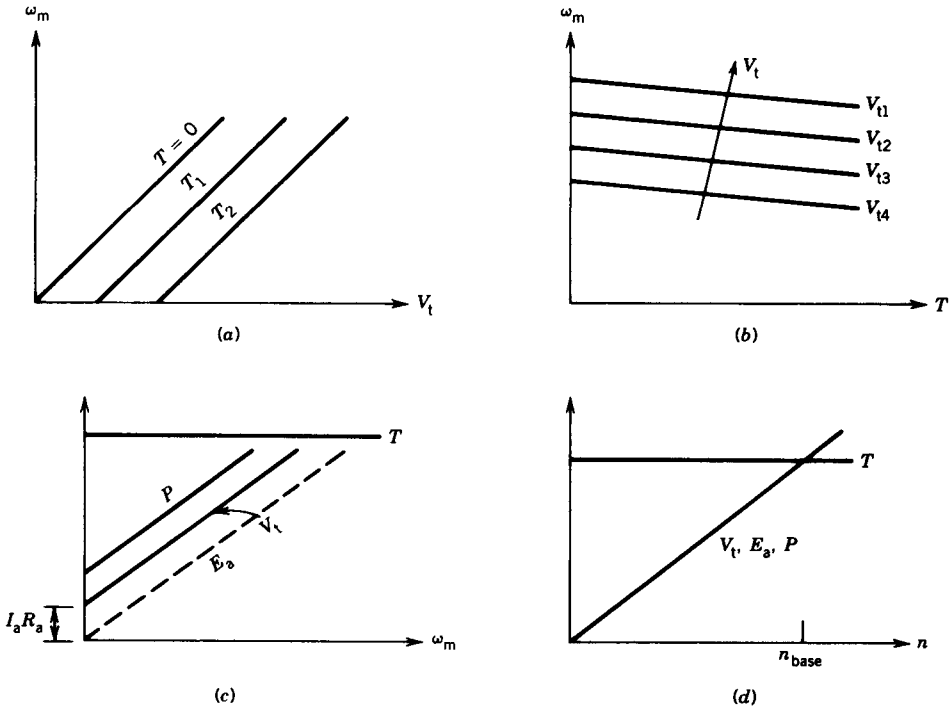 ωm
T = 0
T1
T2
Vt
(a)
ωm
Vt
Vt1
Vt2
Vt3
Vt4
T
(b)
T
P
Vt
Ea
IaRa
ωm
(c)
T
Vt, Ea, P
n
nbase
(d)